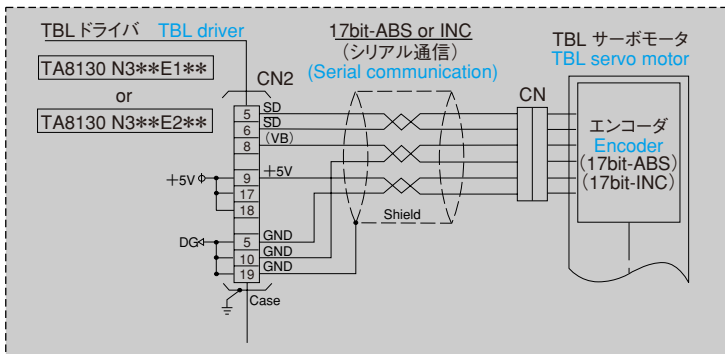 TBL ドライバ TBL driver
TA8130 N3**E1**
or
TA8130 N3**E2**
CN2
17bit-ABS or INC
(シリアル通信)
(Serial communication)
CN
TBL サーボモータ
TBL servo motor
エンコーダ
Encoder
(17bit-ABS)
(17bit-INC)
5 SD
6 SD
8 (VB)
+5V 9 +5V
17
18
DG 5 GND
10 GND
19 GND
Shield
Case